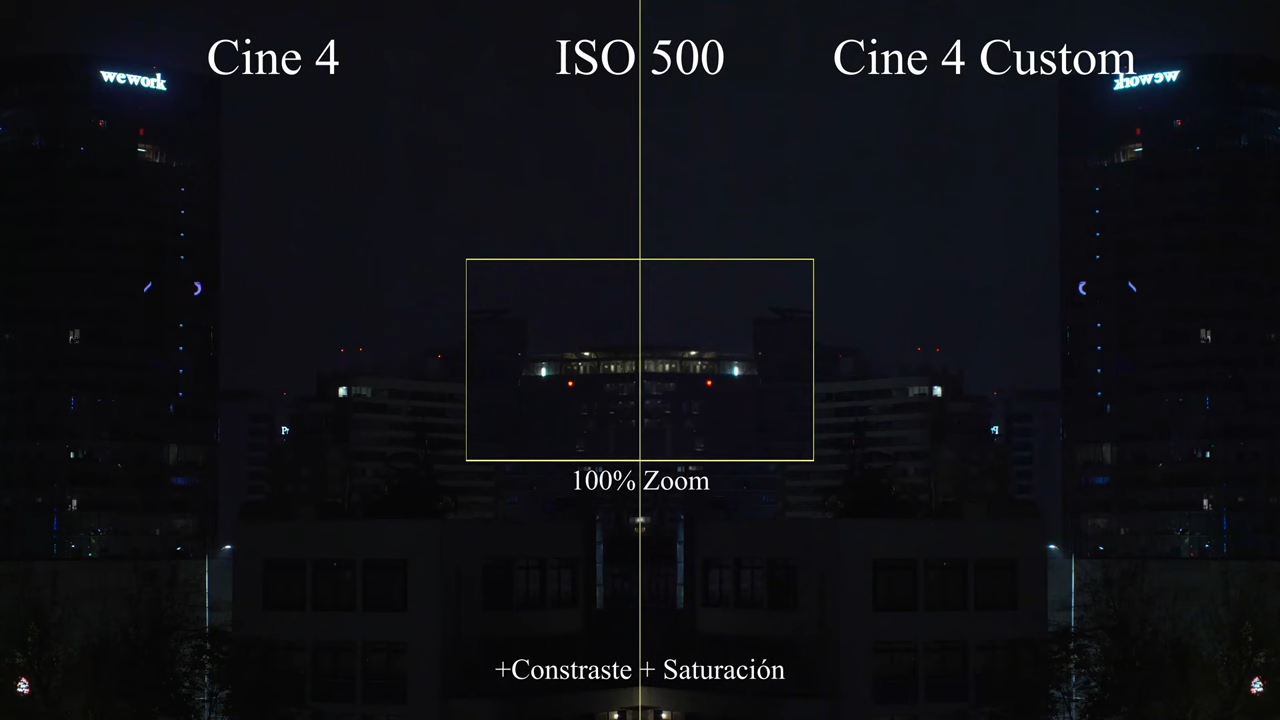 Cine 4
ISO 500
Cine 4 Custom
wework
wework
100% Zoom
+Constraste + Saturación